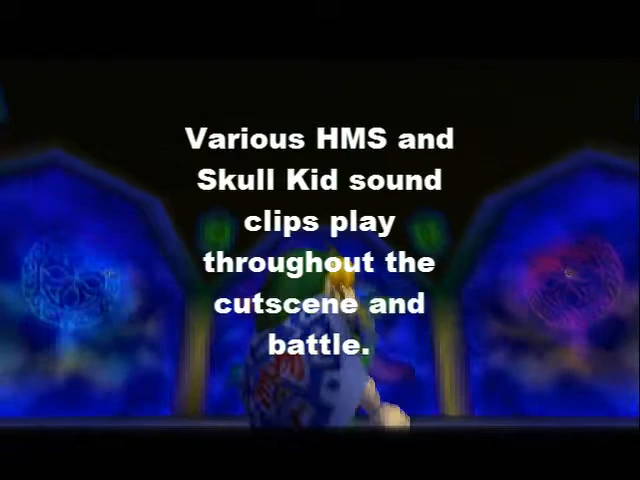 Various HMS and
Skull Kid sound
clips play
throughout the
cutscene and
battle.